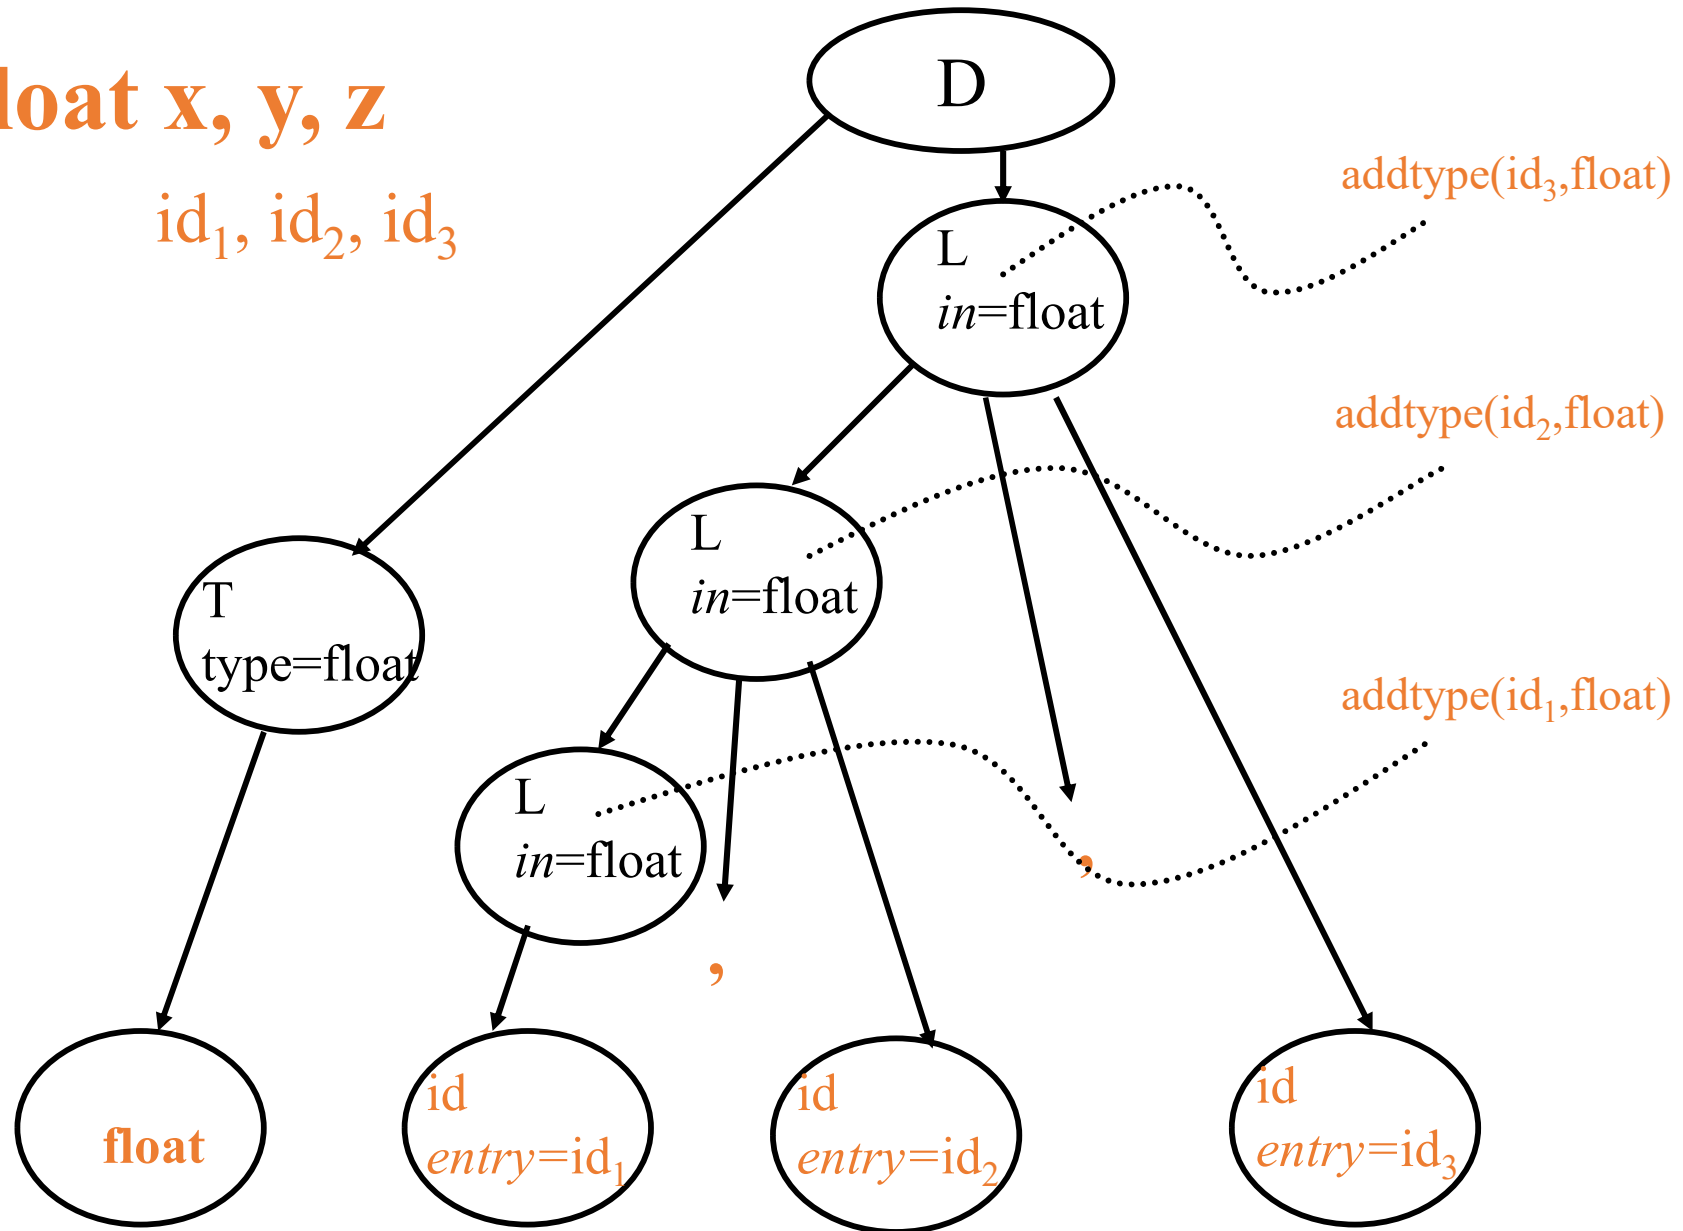 loat x, y, z
id₁, id₂, id₃
D
addtype(id₃,float)
L
in=float
addtype(id₂,float)
L
in=float
T
type=float
addtype(id₁,float)
L
in=float
,
,
float
id
entry=id₁
id
entry=id₂
id
entry=id₃